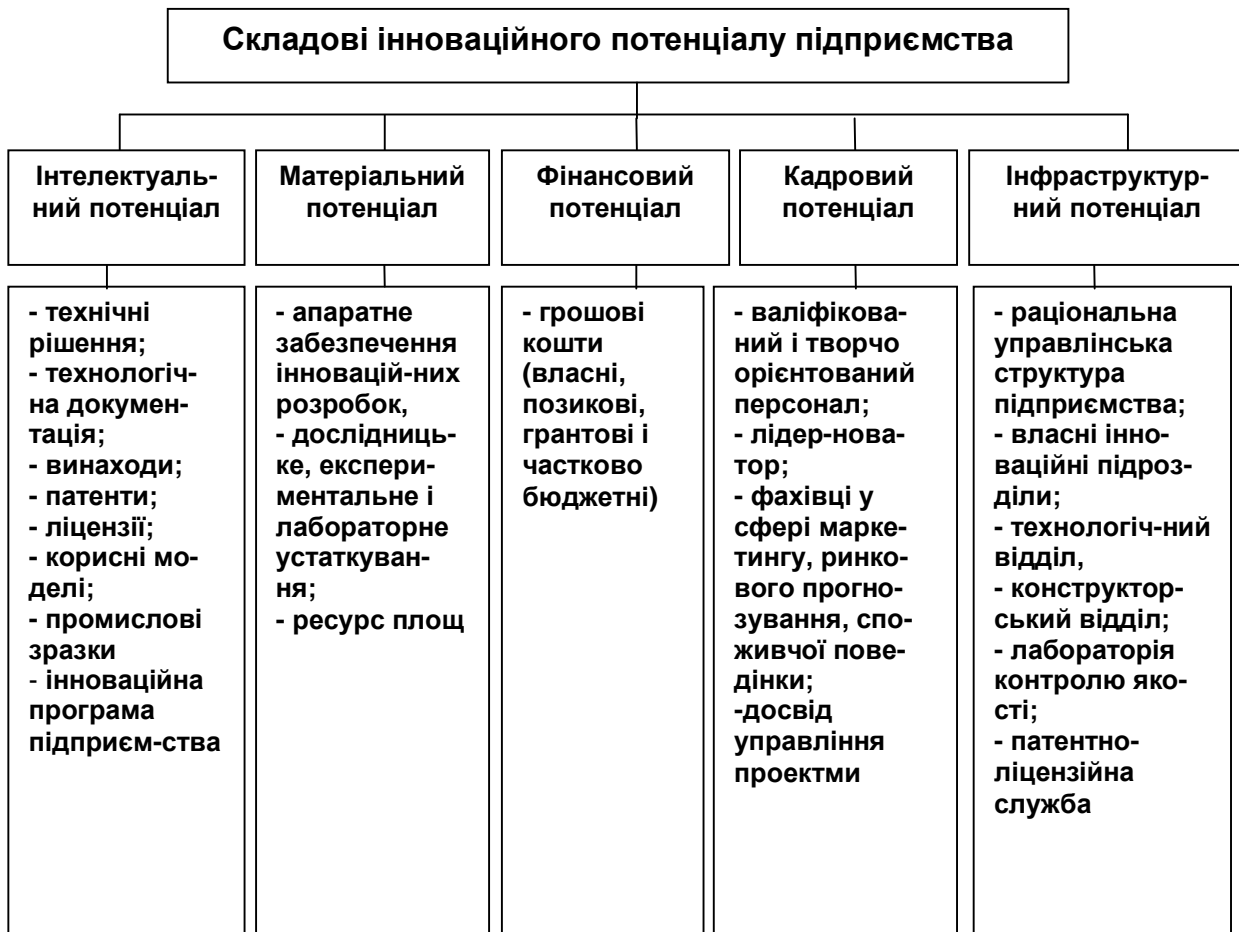 Складові інноваційного потенціалу підприємства
Інтелектуаль-
ний потенціал
Матеріальний
потенціал
Фінансовий
потенціал
Кадровий
потенціал
Інфраструктур-
ний потенціал
- технічні
рішення;
- технологіч-
на докумен-
тація;
- винаходи;
- патенти;
- ліцензії;
- корисні мо-
делі;
- промислові
зразки
- інноваційна
програма
підприєм-ства
- апаратне
забезпечення
інновацій-них
розробок,
- дослідниць-
ке, експери-
ментальне і
лабораторне
устаткуван-
ня;
- ресурс площ
- грошові
кошти
(власні,
позикові,
грантові і
частково
бюджетні)
- валіфікова-
ний і творчо
орієнтований
персонал;
- лідер-нова-
тор;
- фахівці у
сфері марке-
тингу, ринко-
вого прогно-
зування, спо-
живчої пове-
дінки;
-досвід
управління
проектми
- раціональна
управлінська
структура
підприємства;
- власні інно-
ваційні підроз-
діли;
- технологіч-ний
відділ,
- конструктор-
ський відділ;
- лабораторія
контролю яко-
сті;
- патентно-
ліцензійна
служба